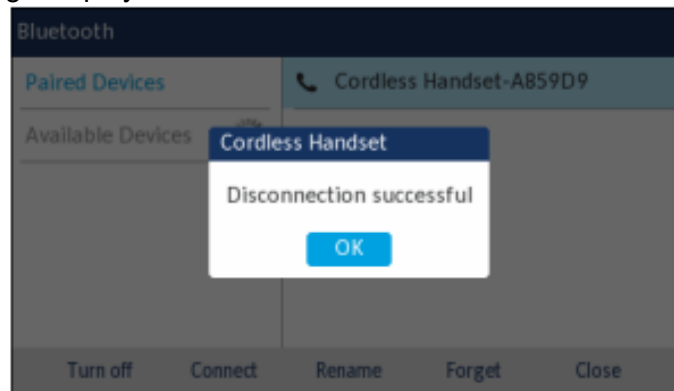 Bluetooth
Paired Devices
Cordless Handset-A859D9
Available Devices
Cordless Handset
Disconnection successful
OK
Turn off Connect Rename Forget Close